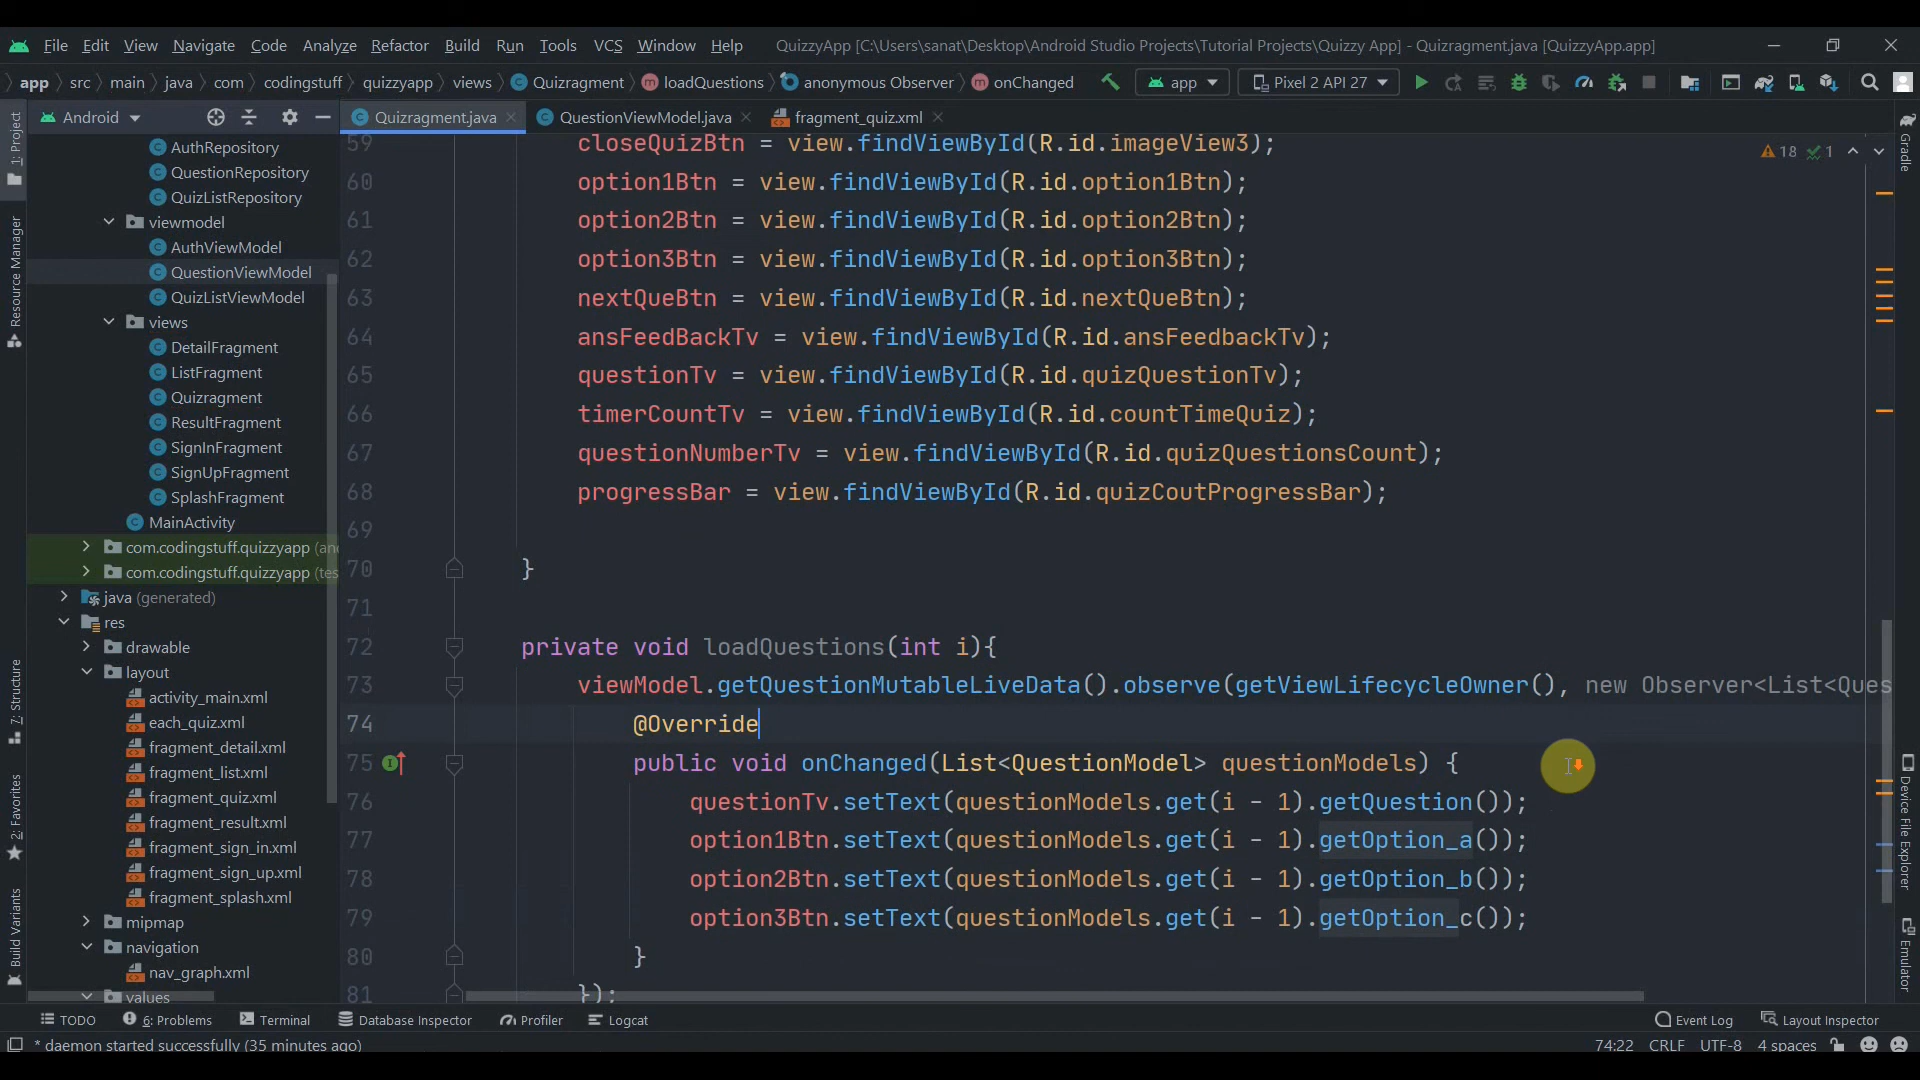 File Edit View Navigate Code Analyze Refactor Build Run Tools VCS Window Help QuizzyApp [C:\Users\sanat\Desktop\Android Studio Projects\Tutorial Projects\Quizzy App] - Quizragment.java [QuizzyApp.app]
app src main java com codingstuff quizzyapp views Quizragment loadQuestions anonymous Observer onChanged app Pixel 2 API 27
Android Quizragment.java QuestionViewModel.java fragment_quiz.xml
1: Project
Resource Manager
7: Structure
2: Favorites
Build Variants
AuthRepository
QuestionRepository
QuizListRepository
viewmodel
AuthViewModel
QuestionViewModel
QuizListViewModel
views
DetailFragment
ListFragment
Quizragment
ResultFragment
SignInFragment
SignUpFragment
SplashFragment
MainActivity
com.codingstuff.quizzyapp (an
com.codingstuff.quizzyapp (tes
java (generated)
res
drawable
layout
activity_main.xml
each_quiz.xml
fragment_detail.xml
fragment_list.xml
fragment_quiz.xml
fragment_result.xml
fragment_sign_in.xml
fragment_sign_up.xml
fragment_splash.xml
mipmap
navigation
nav_graph.xml
values
18 1
59 closeQuizBtn = view.findViewById(R.id.imageView3);
60 option1Btn = view.findViewById(R.id.option1Btn);
61 option2Btn = view.findViewById(R.id.option2Btn);
62 option3Btn = view.findViewById(R.id.option3Btn);
63 nextQueBtn = view.findViewById(R.id.nextQueBtn);
64 ansFeedBackTv = view.findViewById(R.id.ansFeedbackTv);
65 questionTv = view.findViewById(R.id.quizQuestionTv);
66 timerCountTv = view.findViewById(R.id.countTimeQuiz);
67 questionNumberTv = view.findViewById(R.id.quizQuestionsCount);
68 progressBar = view.findViewById(R.id.quizCoutProgressBar);
69
70 }
71
72 private void loadQuestions(int i){
73 viewModel.getQuestionMutableLiveData().observe(getViewLifecycleOwner(), new Observer<List<Ques
74 @Override
75 public void onChanged(List<QuestionModel> questionModels) {
76 questionTv.setText(questionModels.get(i - 1).getQuestion());
77 option1Btn.setText(questionModels.get(i - 1).getOption_a());
78 option2Btn.setText(questionModels.get(i - 1).getOption_b());
79 option3Btn.setText(questionModels.get(i - 1).getOption_c());
80 }
81 });
Gradle
Device File Explorer
Emulator
TODO 6: Problems Terminal Database Inspector Profiler Logcat Event Log Layout Inspector
* daemon started successfully (35 minutes ago) 74:22 CRLF UTF-8 4 spaces